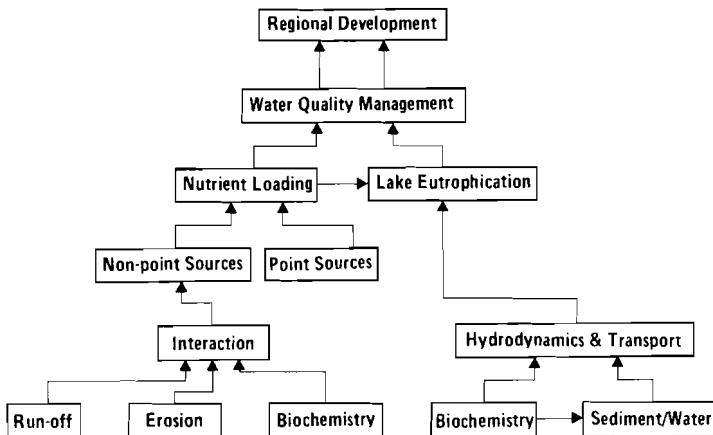 Regional Development
Water Quality Management
Nutrient Loading
Lake Eutrophication
Non-point Sources
Point Sources
Interaction
Hydrodynamics & Transport
Run-off
Erosion
Biochemistry
Biochemistry
Sediment/Water